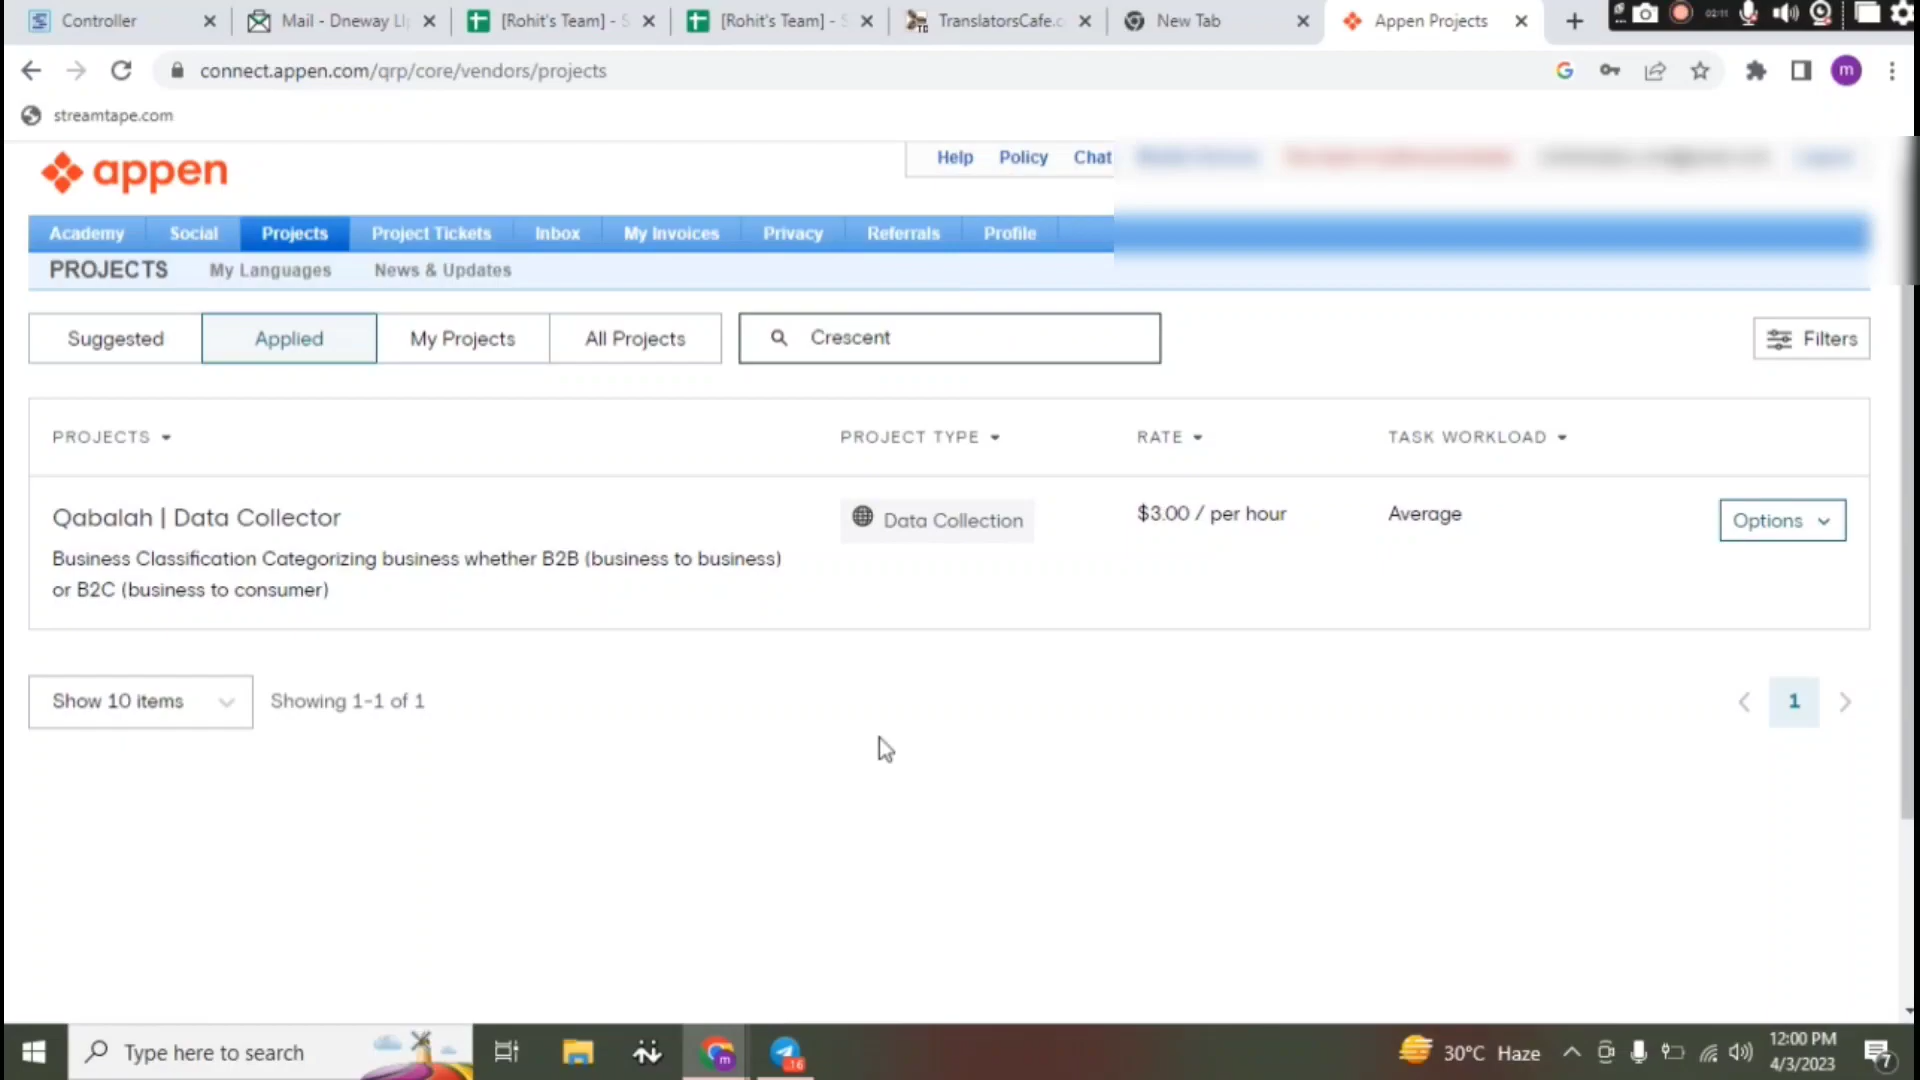 Controller
Mail - Dneway Ll
[Rohit's Team] - S
[Rohit's Team] - S
TranslatorsCafe.c
New Tab
Appen Projects
02:11
connect.appen.com/qrp/core/vendors/projects
m
streamtape.com
appen
Help Policy Chat
Academy Social Projects Project Tickets Inbox My Invoices Privacy Referrals Profile
PROJECTS My Languages News & Updates
Suggested Applied My Projects All Projects Crescent Filters
PROJECTS PROJECT TYPE RATE TASK WORKLOAD
Qabalah | Data Collector Data Collection $3.00 / per hour Average Options
Business Classification Categorizing business whether B2B (business to business)
or B2C (business to consumer)
Show 10 items Showing 1-1 of 1 1
Type here to search
m
16
30°C Haze
12:00 PM
4/3/2023
7